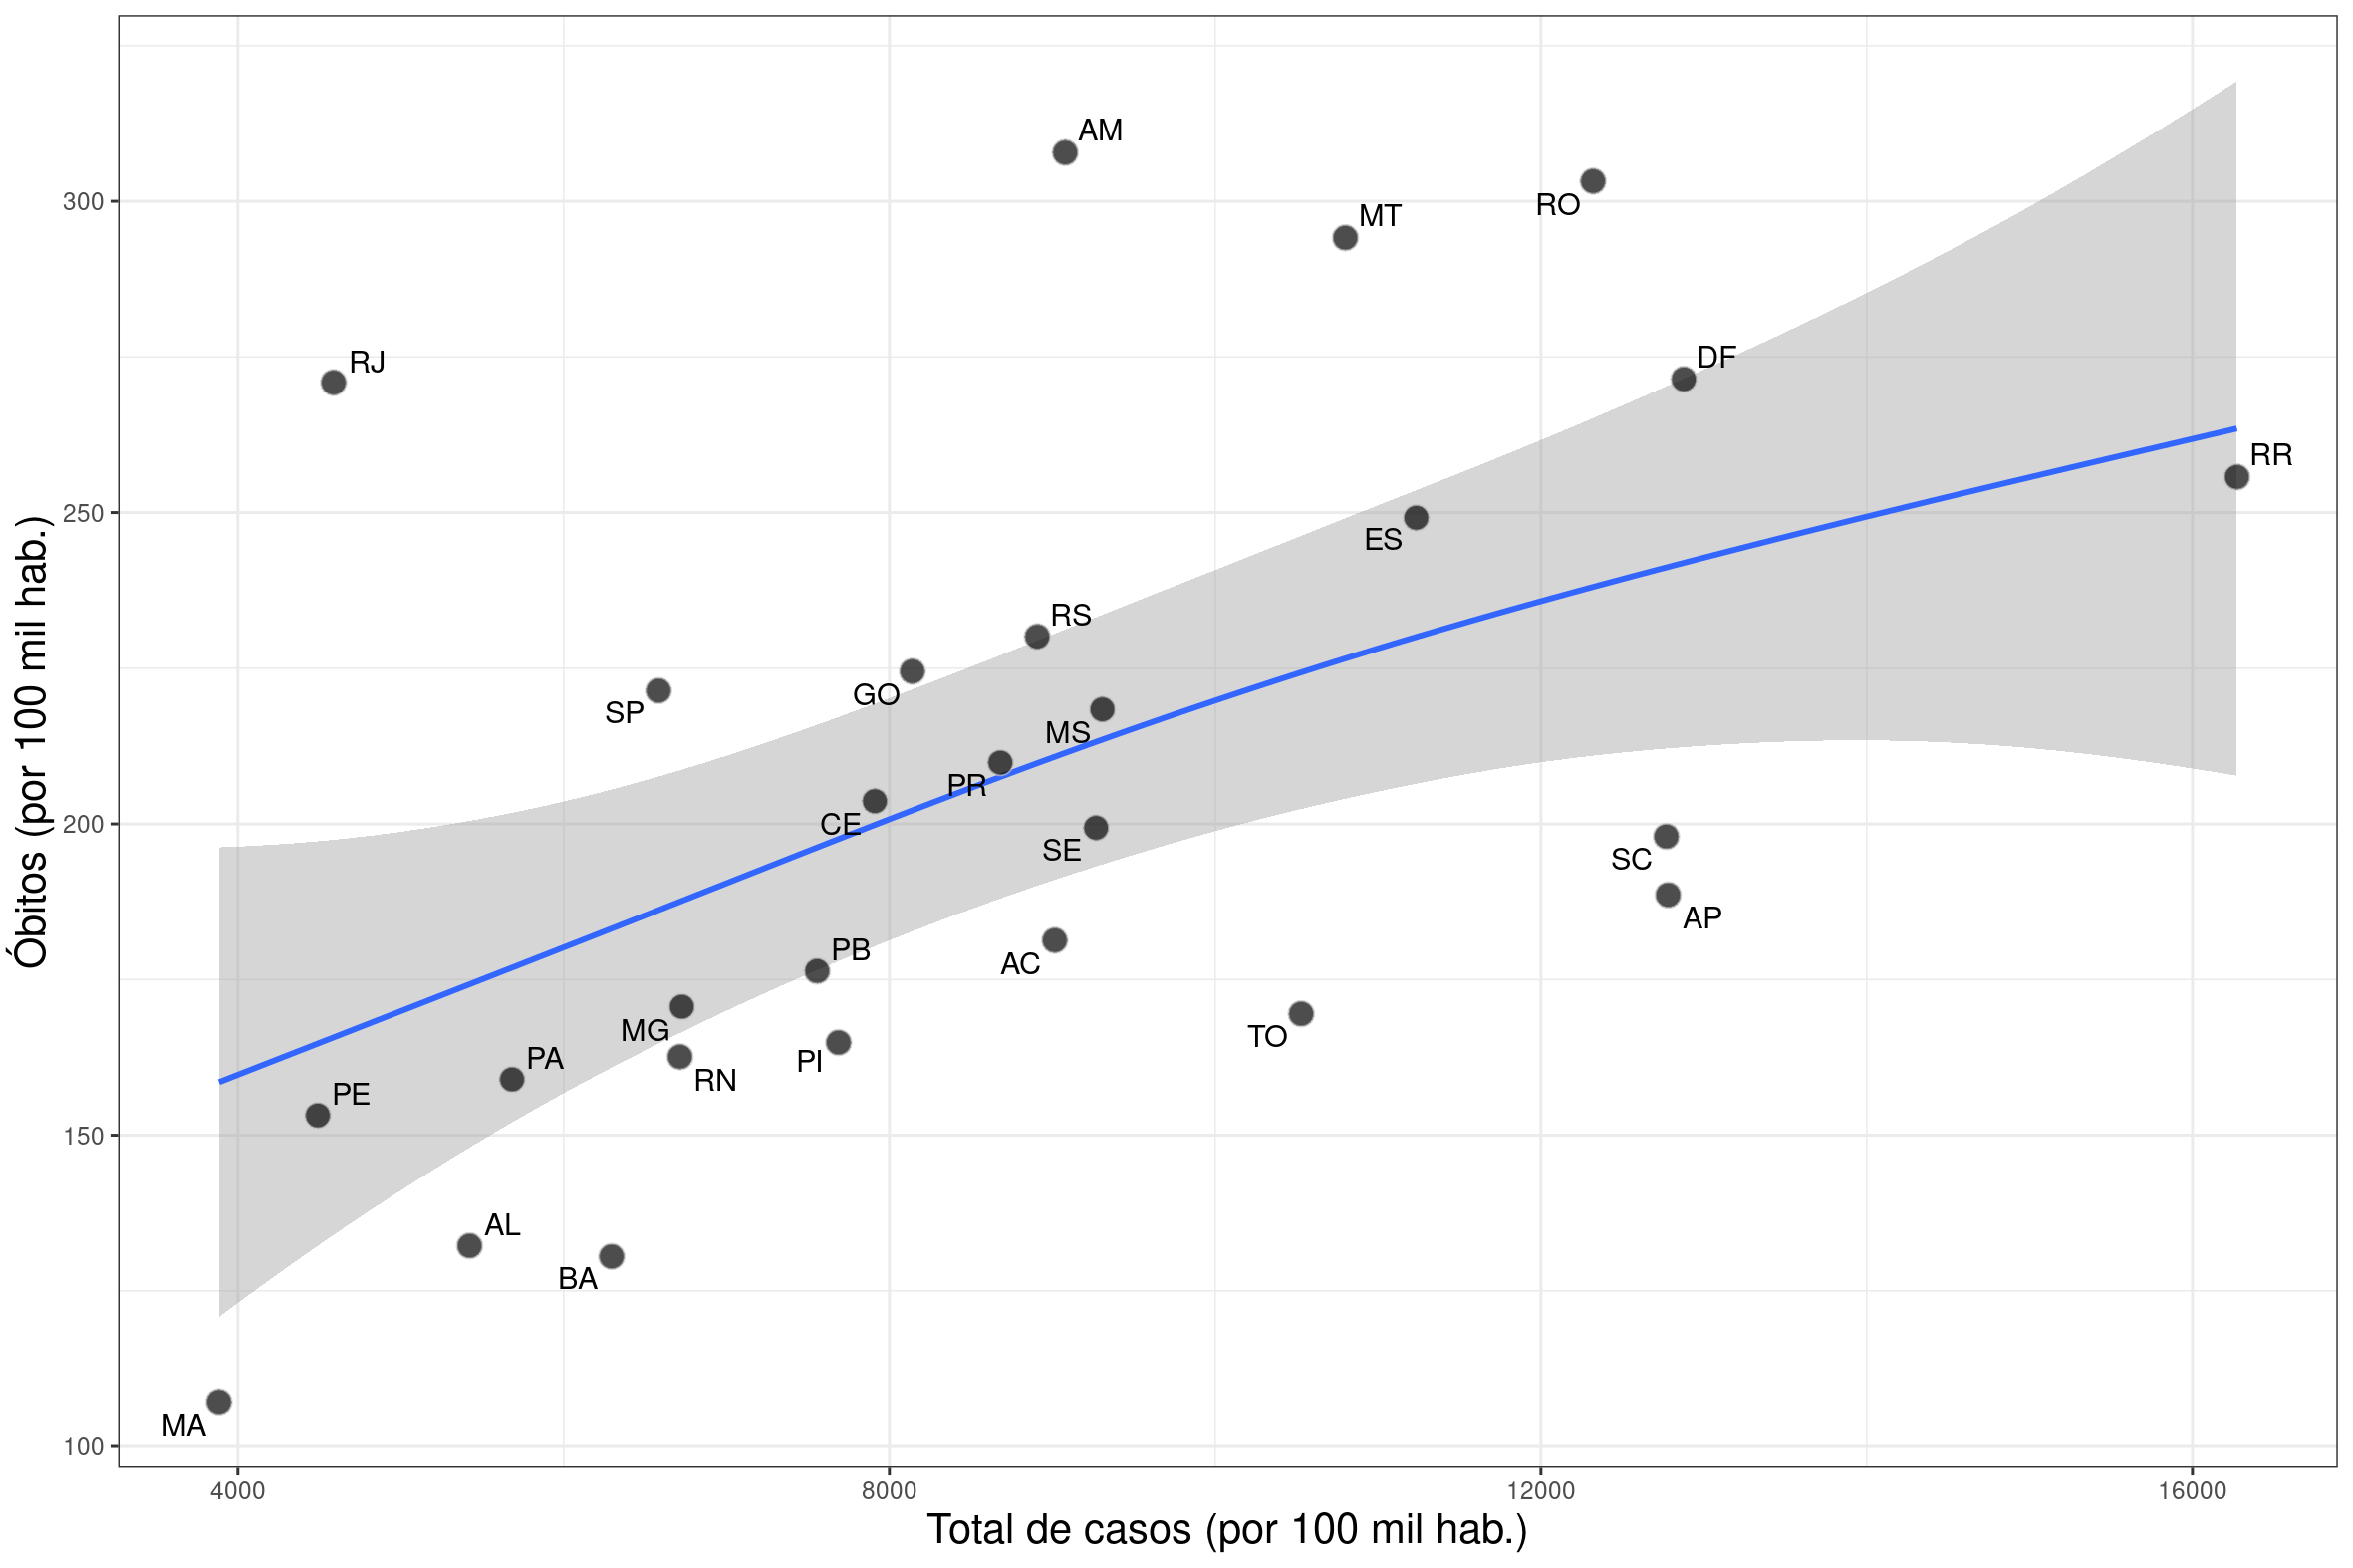 AM
300
RO
MT
RJ
DF
RR
250
ES
RS
GO
SP
MS
PR
CE
200
SE
SC
AP
PB
AC
MG
TO
PI
PA
RN
PE
150
AL
BA
MA
100
4000
8000
12000
16000
Total de casos (por 100 mil hab.)
Óbitos (por 100 mil hab.)